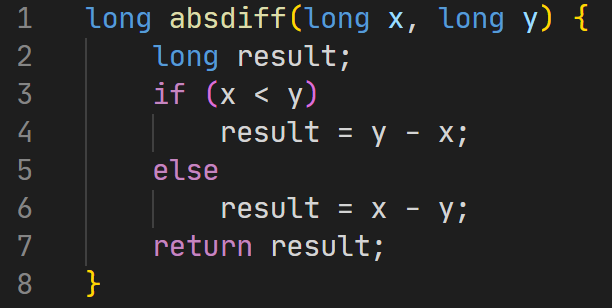 1 long absdiff(long x, long y) {
2     long result;
3     if (x < y)
4         result = y - x;
5     else
6         result = x - y;
7     return result;
8 }